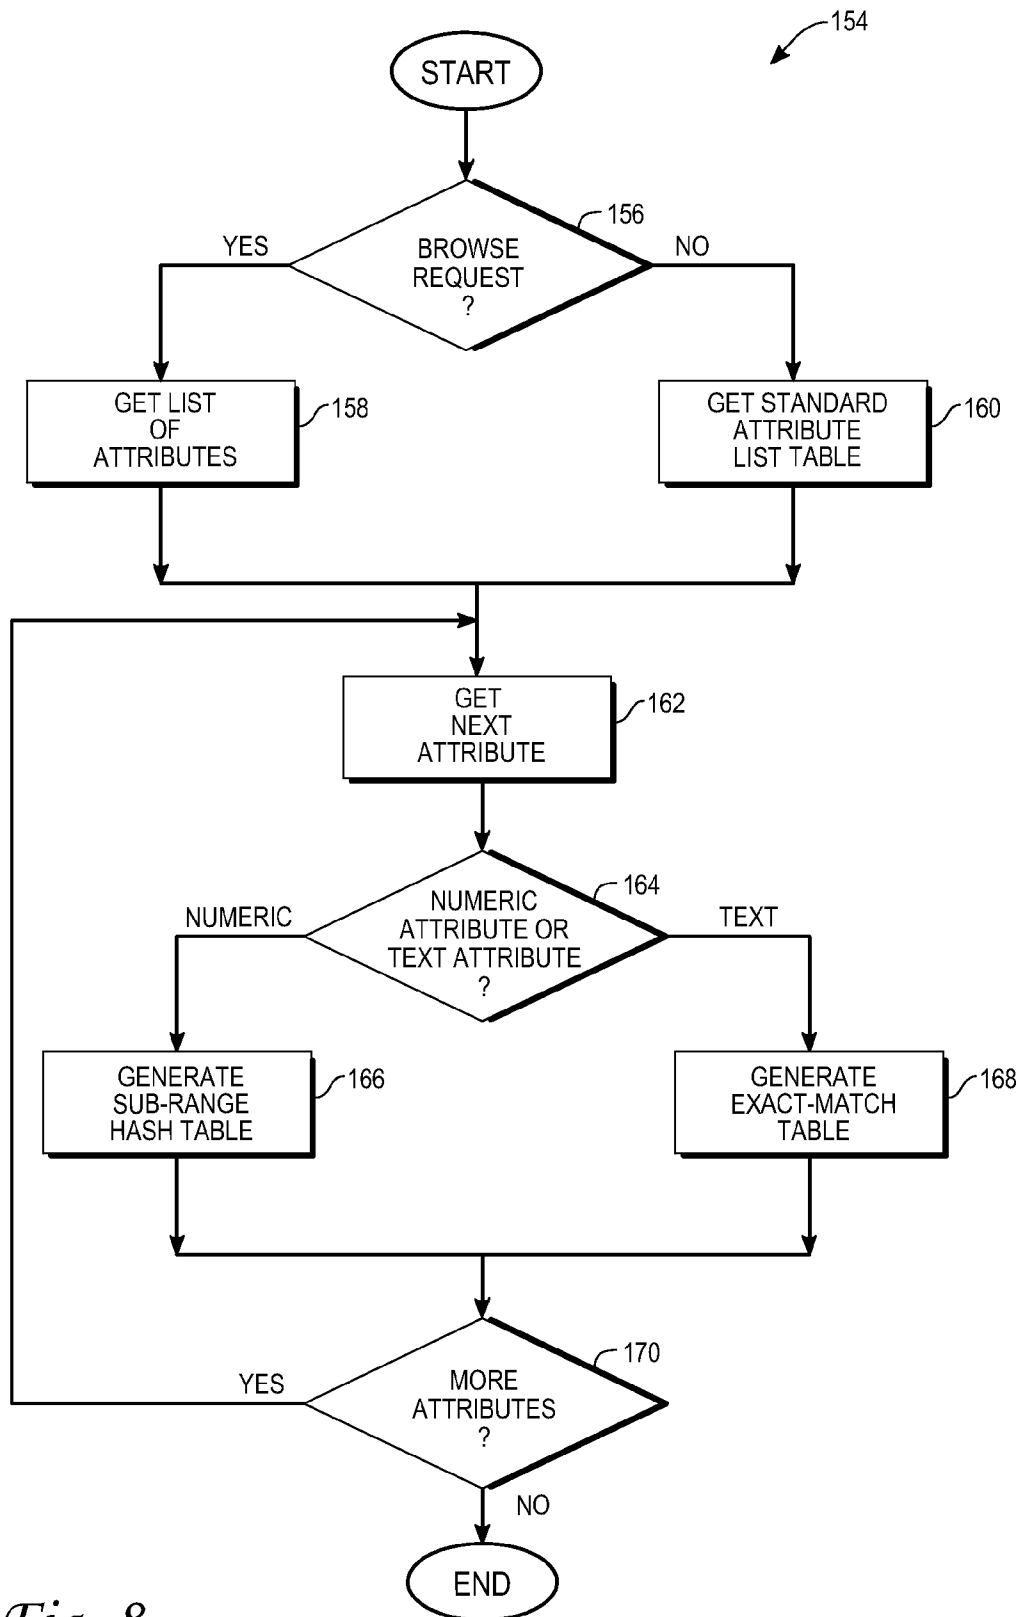 154
START
156
BROWSE
REQUEST
?
YES
NO
GET LIST
OF
ATTRIBUTES
158
GET STANDARD
ATTRIBUTE
LIST TABLE
160
GET
NEXT
ATTRIBUTE
162
164
NUMERIC
ATTRIBUTE OR
TEXT ATTRIBUTE
?
NUMERIC
TEXT
GENERATE
SUB-RANGE
HASH TABLE
166
GENERATE
EXACT-MATCH
TABLE
168
170
MORE
ATTRIBUTES
?
YES
NO
END
Fig. 8